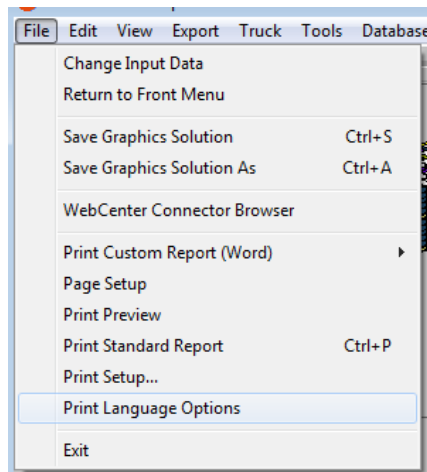 File Edit View Export Truck Tools Database
Change Input Data
Return to Front Menu
Save Graphics Solution Ctrl+S
Save Graphics Solution As Ctrl+A
WebCenter Connector Browser
Print Custom Report (Word)
Page Setup
Print Preview
Print Standard Report Ctrl+P
Print Setup...
Print Language Options
Exit